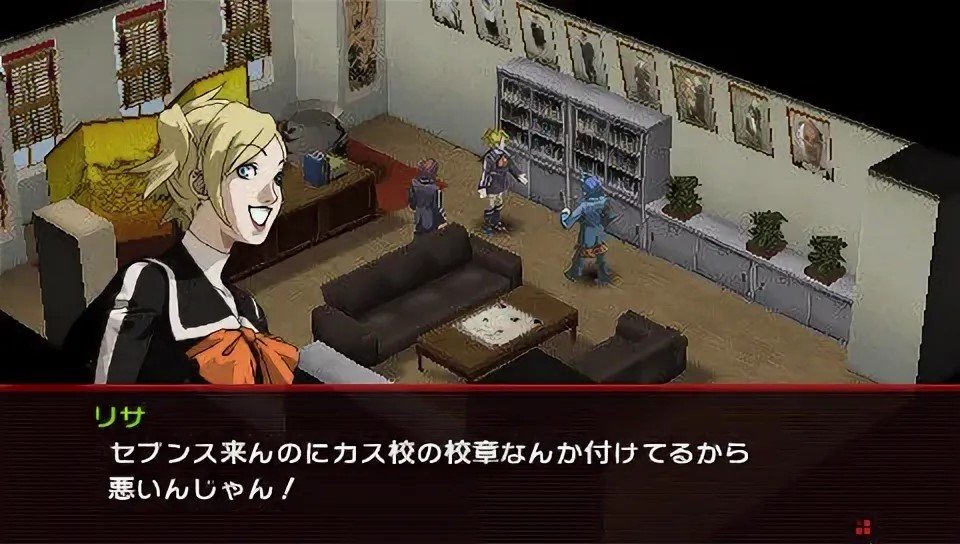 リサ
セブンス来んのにカス校の校章なんか付けてるから
悪いんじゃん！